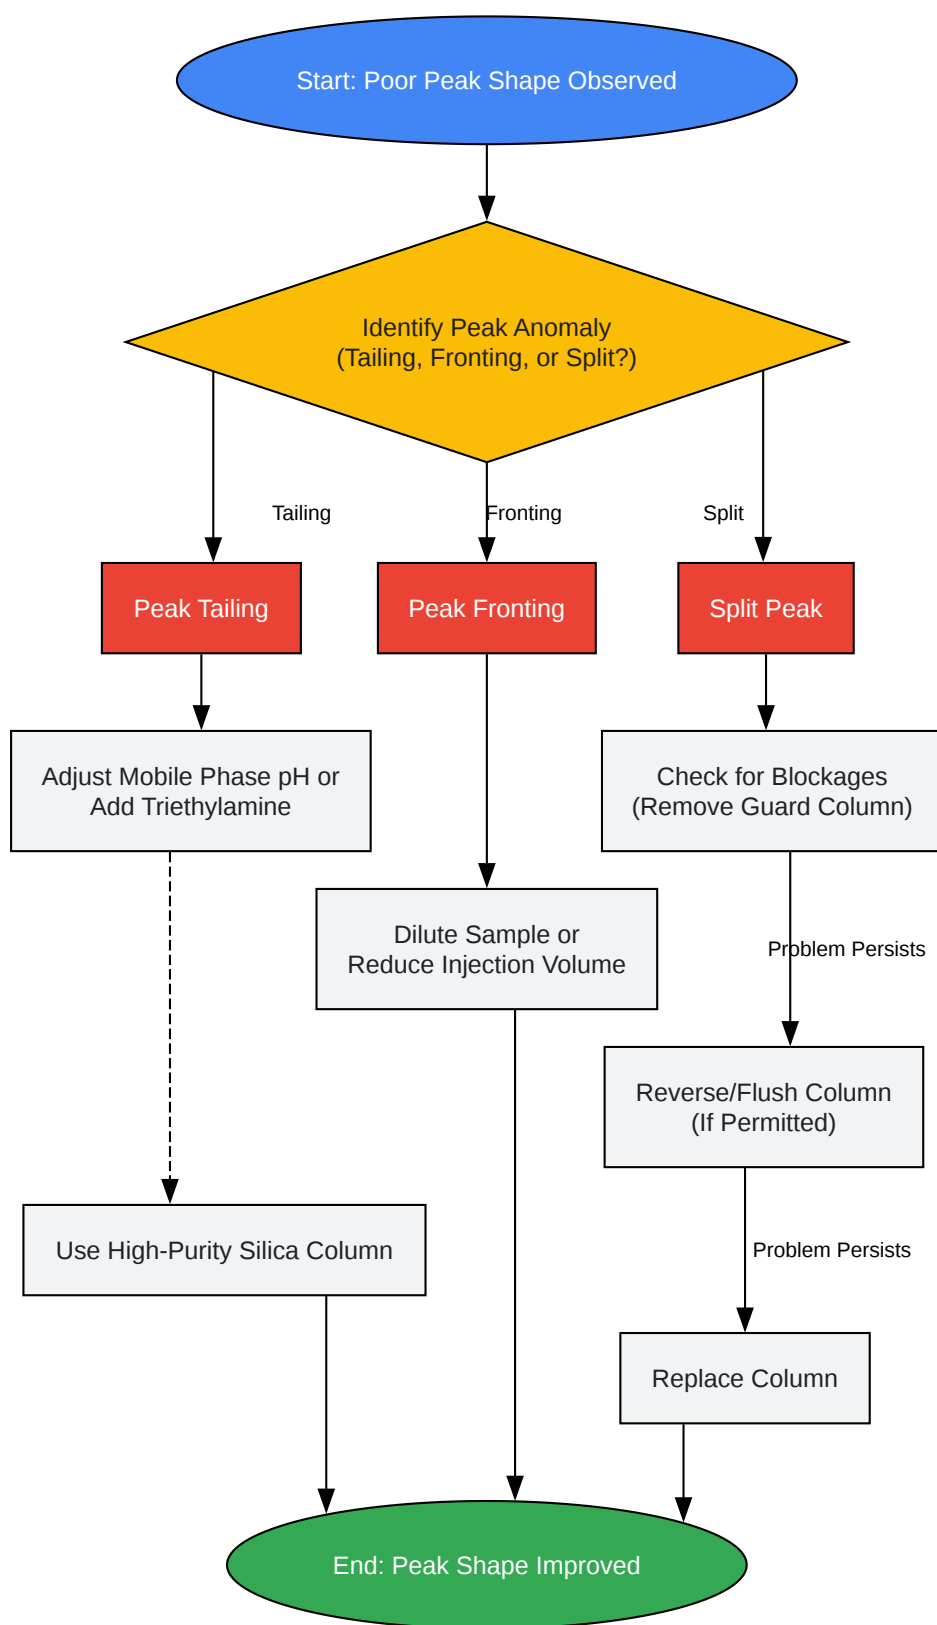 Start: Poor Peak Shape Observed
Identify Peak Anomaly
(Tailing, Fronting, or Split?)
Tailing
Fronting
Split
Peak Tailing
Peak Fronting
Split Peak
Adjust Mobile Phase pH or
Add Triethylamine
Check for Blockages
(Remove Guard Column)
Dilute Sample or
Reduce Injection Volume
Problem Persists
Reverse/Flush Column
(If Permitted)
Use High-Purity Silica Column
Problem Persists
Replace Column
End: Peak Shape Improved